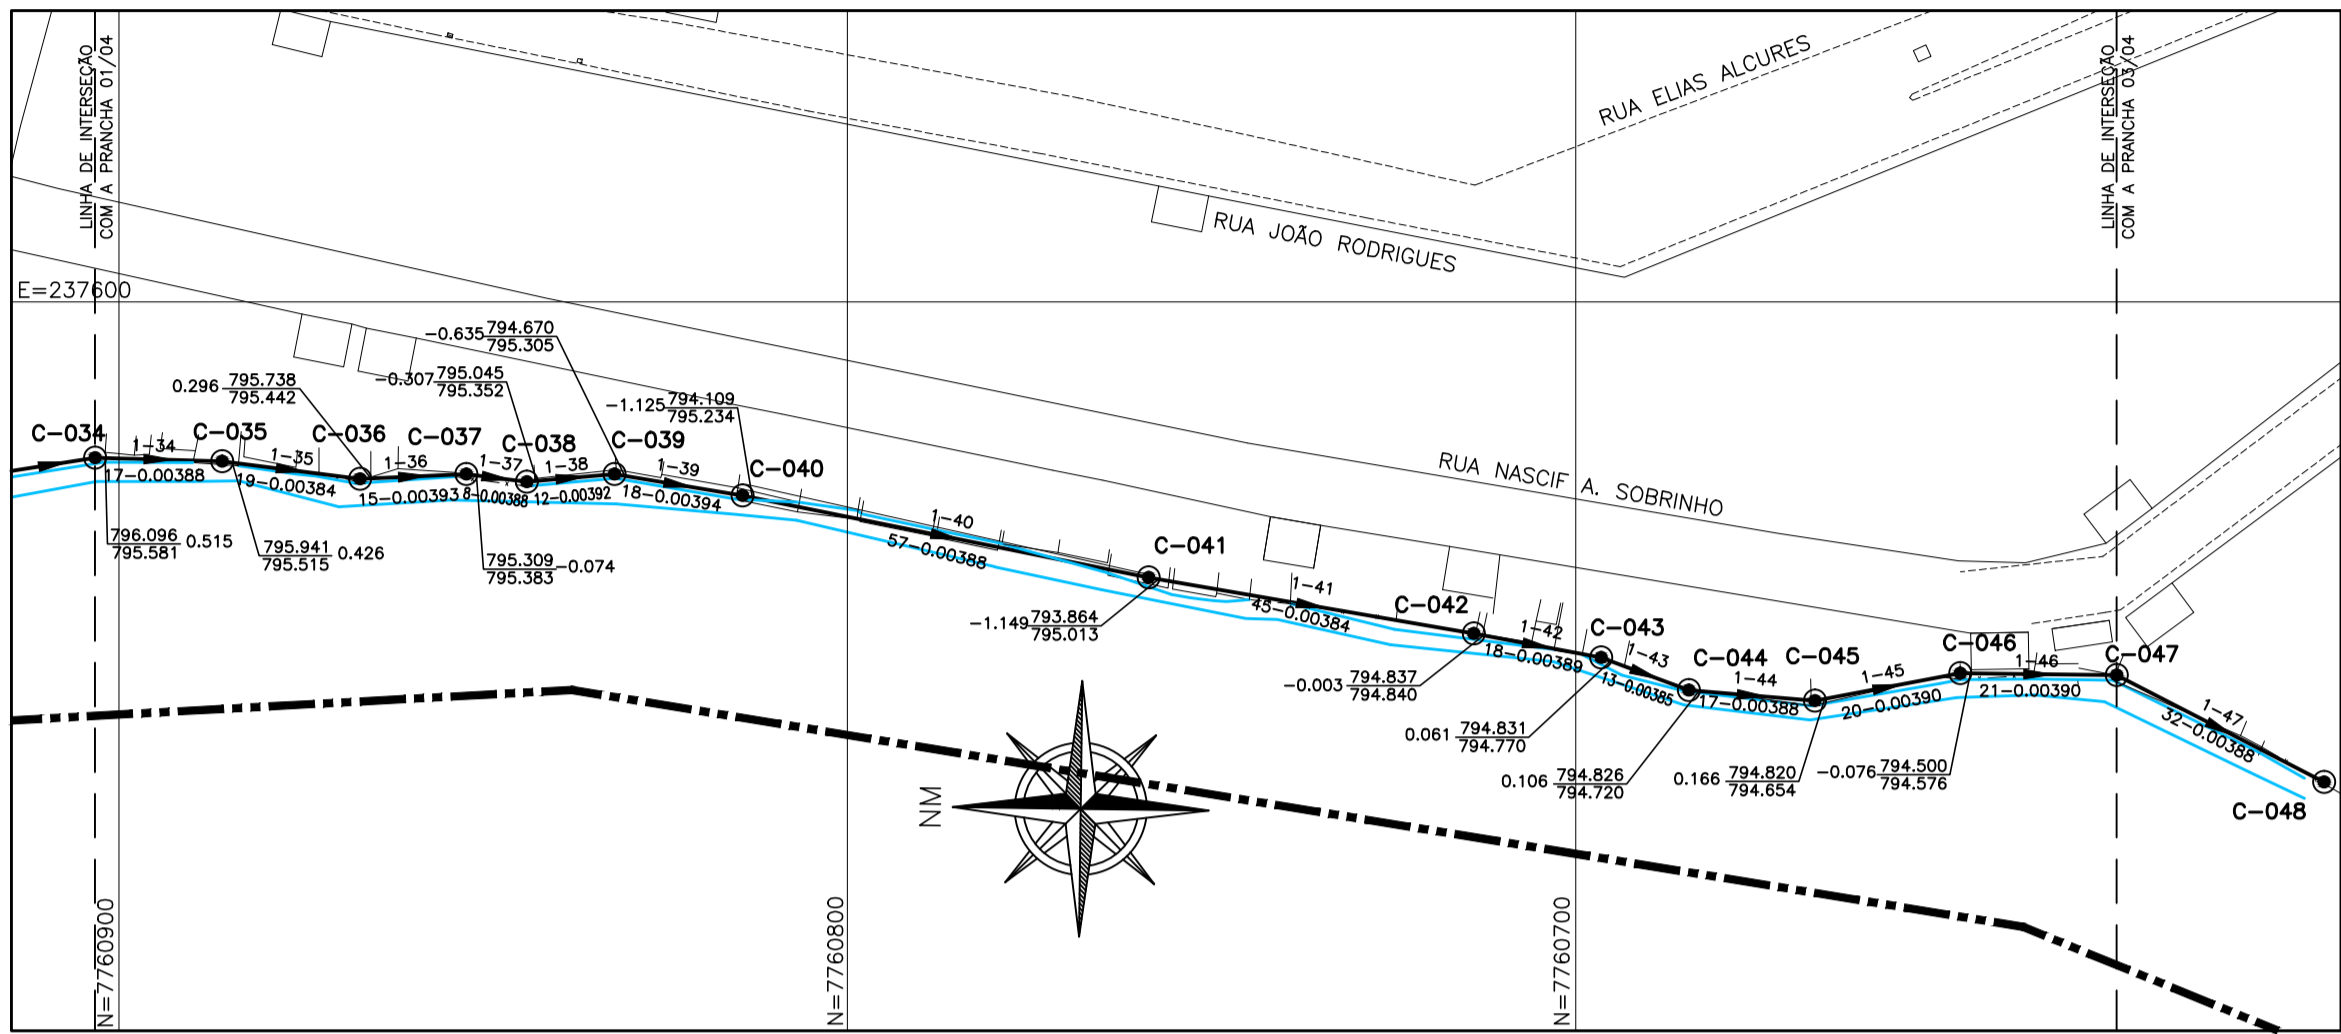 LINHA DE INTERSEÇÃO
COM A PRANCHA 01/04
LINHA DE INTERSEÇÃO
COM A PRANCHA 03/04
RUA ELIAS ALCURES
RUA JOÃO RODRIGUES
RUA NASCIF A. SOBRINHO
E=237600
-0.635 794.670
795.305
0.296 795.738
795.442
-0.307 795.045
795.352
-1.125 794.109
795.234
C-034
1-34
17-0.00388
C-035
1-35
19-0.00384
C-036
1-36
15-0.00393
C-037
1-37
8-0.00388
C-038
1-38
12-0.00392
C-039
1-39
18-0.00394
C-040
1-40
57-0.00388
C-041
1-41
45-0.00384
C-042
1-42
18-0.00389
C-043
1-43
13-0.00385
C-044
1-44
17-0.00388
C-045
1-45
20-0.00390
C-046
1-46
21-0.00390
C-047
1-47
32-0.00388
C-048
796.096 0.515
795.581
795.941 0.426
795.515
795.309 -0.074
795.383
-1.149 793.864
795.013
-0.003 794.837
794.840
0.061 794.831
794.770
0.106 794.826
794.720
0.166 794.820
794.654
-0.076 794.500
794.576
NM
N=7760900
N=7760800
N=7760700